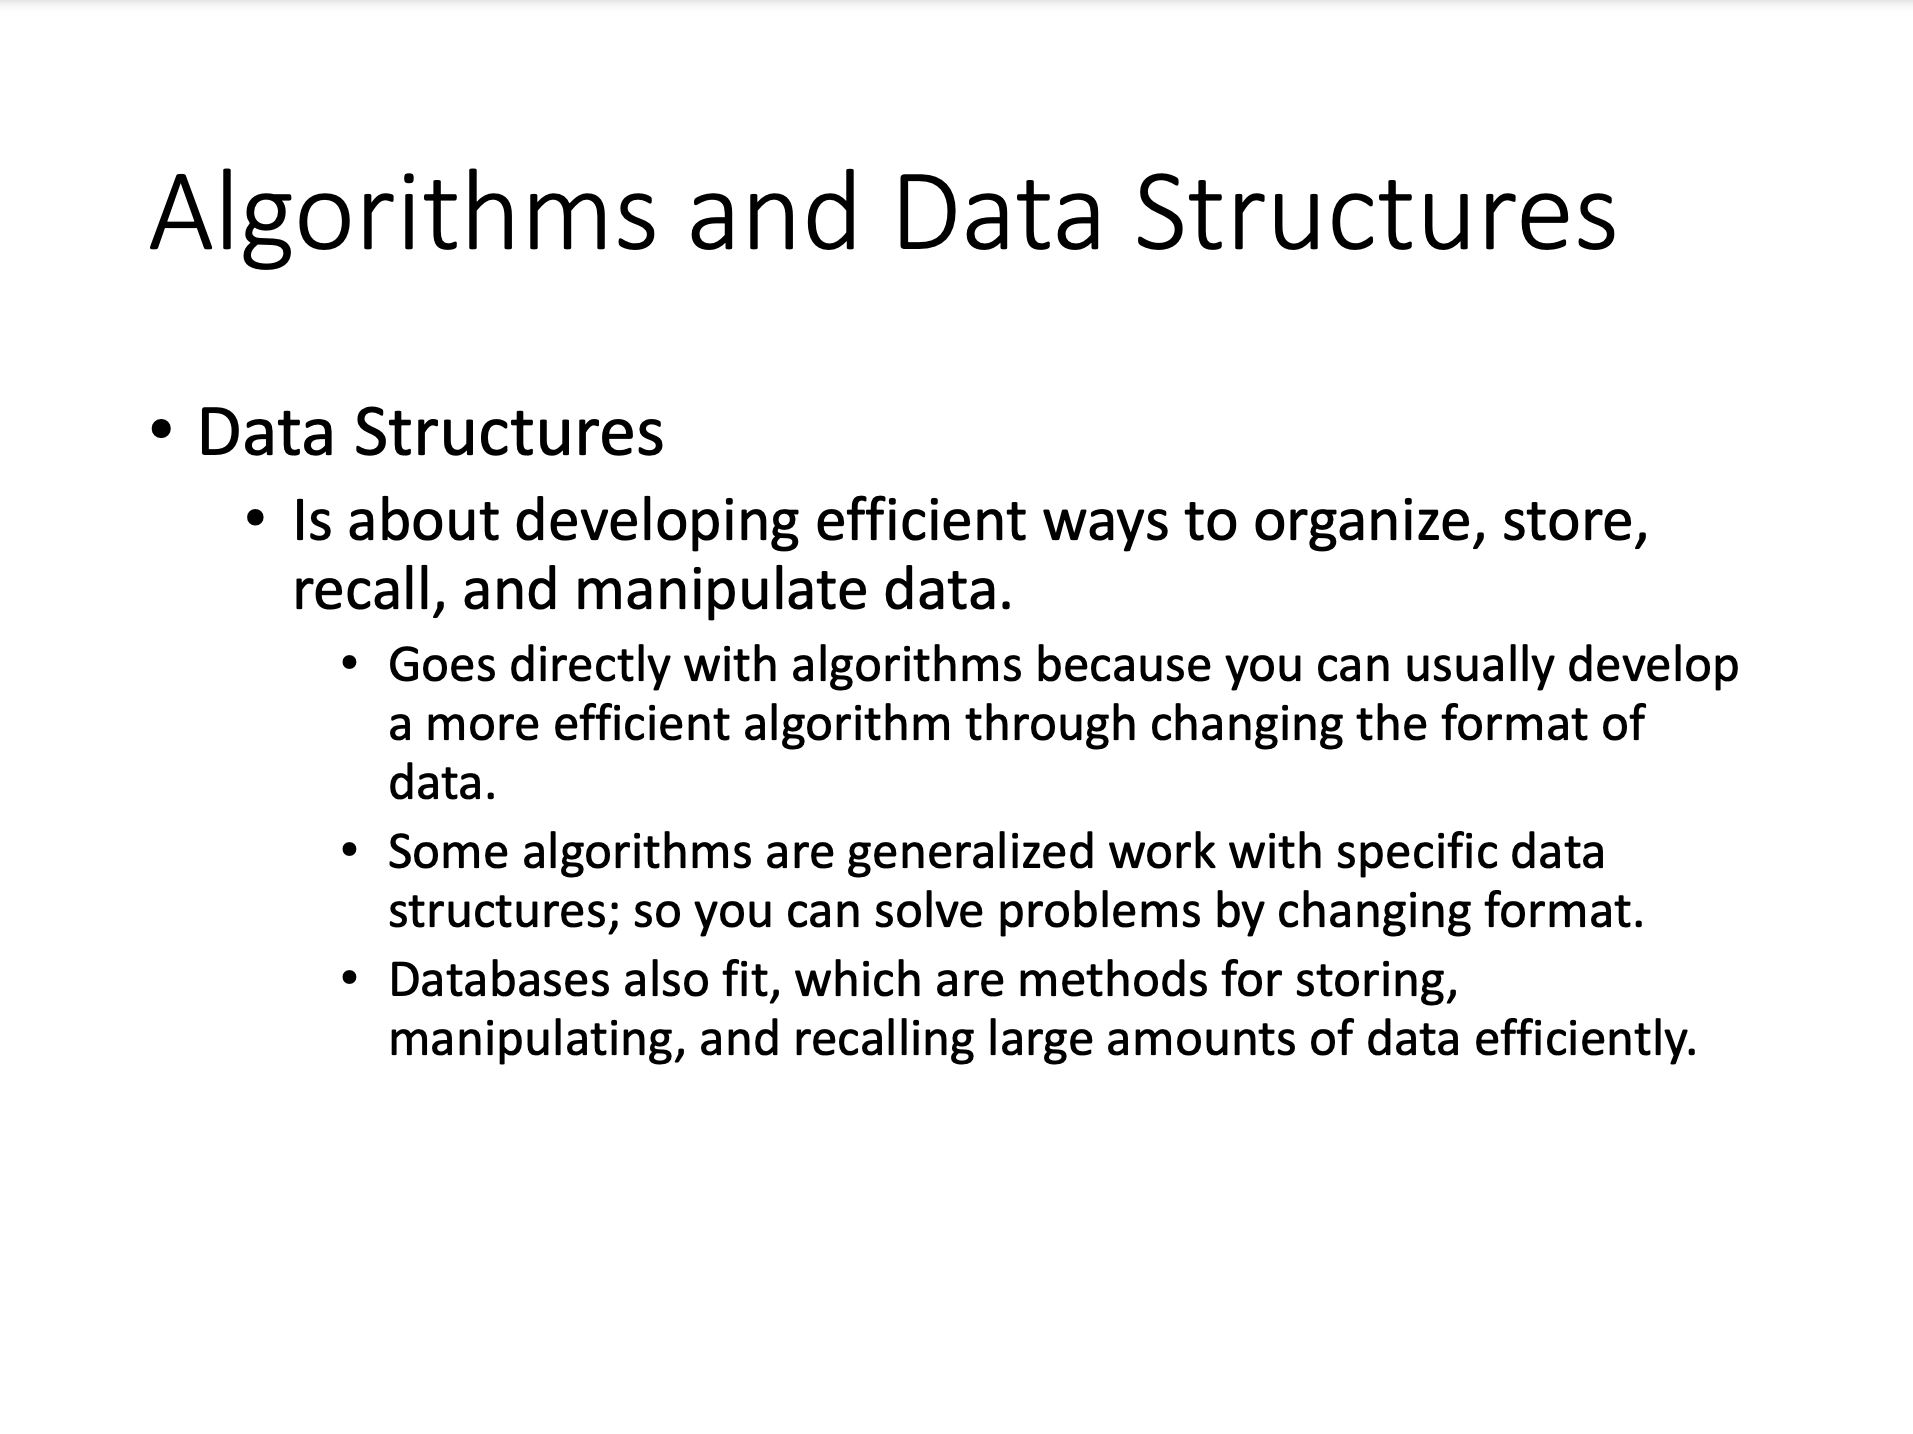 Algorithms and Data Structures
• Data Structures
• Is about developing efficient ways to organize, store,
recall, and manipulate data.
• Goes directly with algorithms because you can usually develop
a more efficient algorithm through changing the format of
data.
• Some algorithms are generalized work with specific data
structures; so you can solve problems by changing format.
• Databases also fit, which are methods for storing,
manipulating, and recalling large amounts of data efficiently.